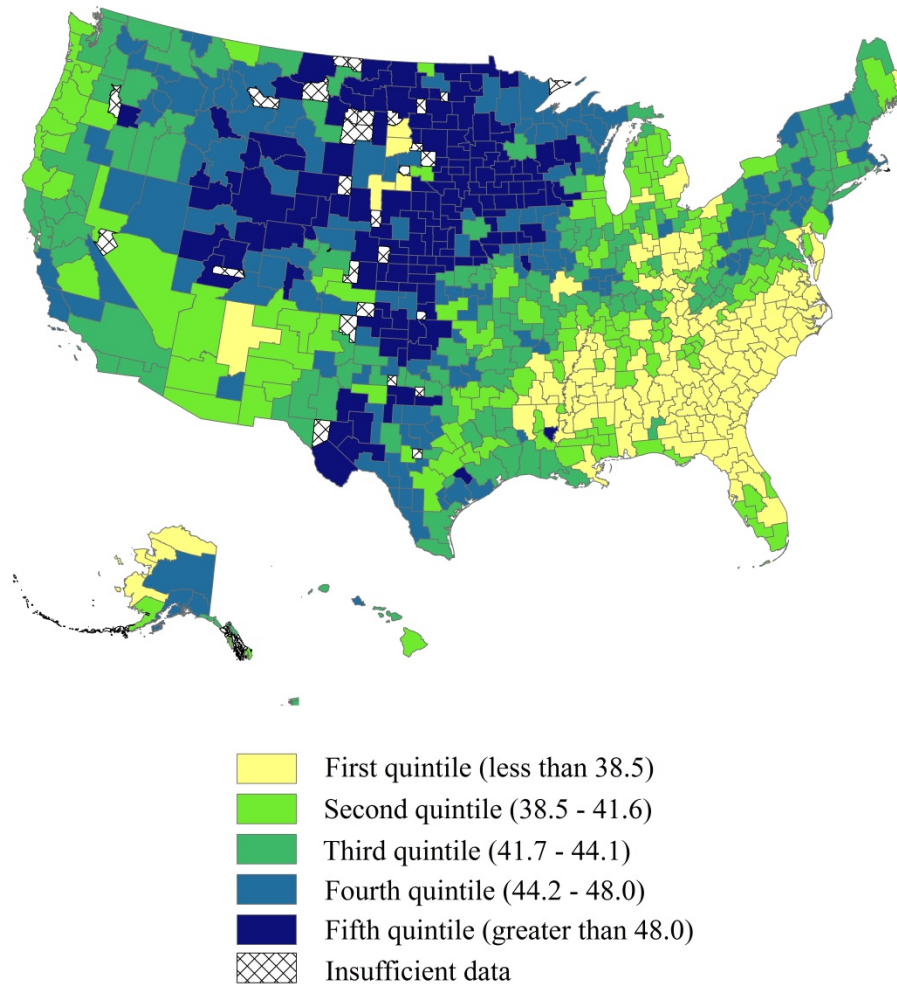 First quintile (less than 38.5)
Second quintile (38.5 - 41.6)
Third quintile (41.7 - 44.1)
Fourth quintile (44.2 - 48.0)
Fifth quintile (greater than 48.0)
Insufficient data